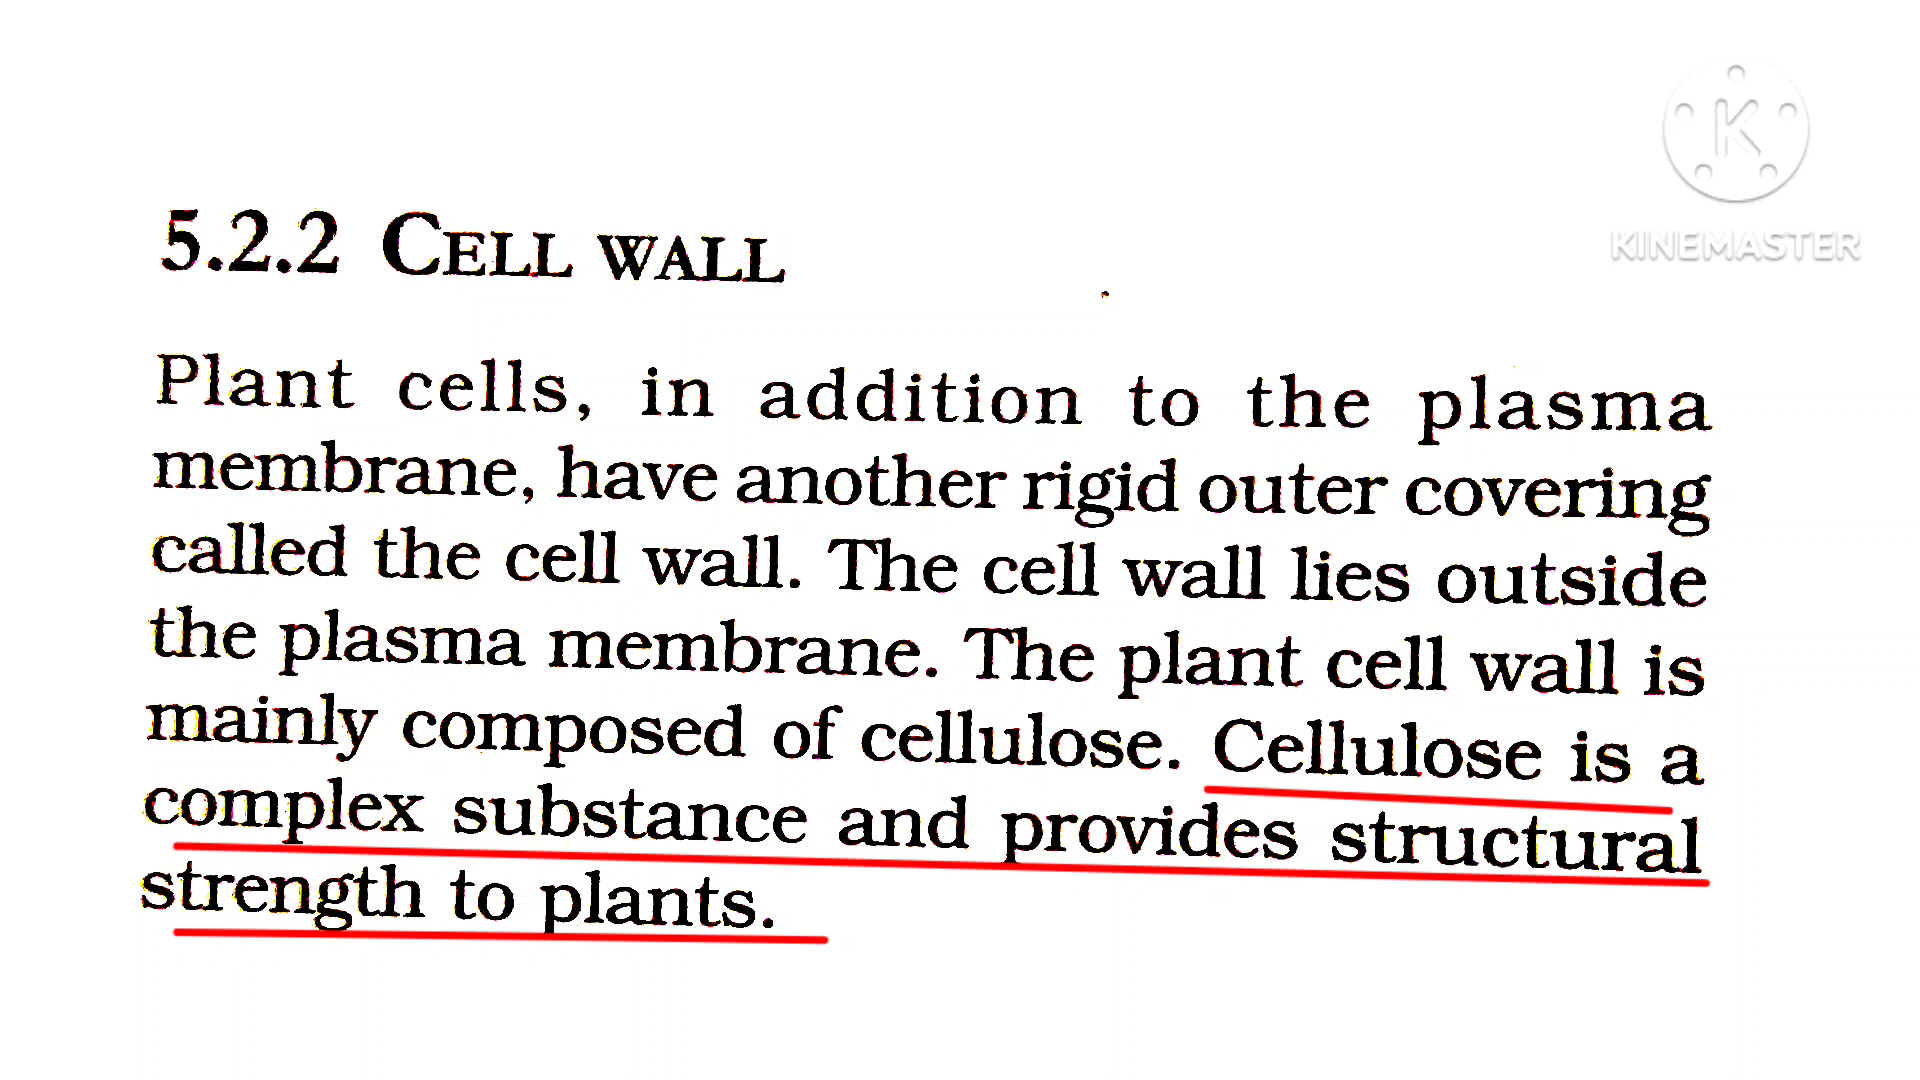 K
KINEMASTER
5.2.2 CELL WALL
Plant cells, in addition to the plasma
membrane, have another rigid outer covering
called the cell wall. The cell wall lies outside
the plasma membrane. The plant cell wall is
mainly composed of cellulose. Cellulose is a
complex substance and provides structural
strength to plants.